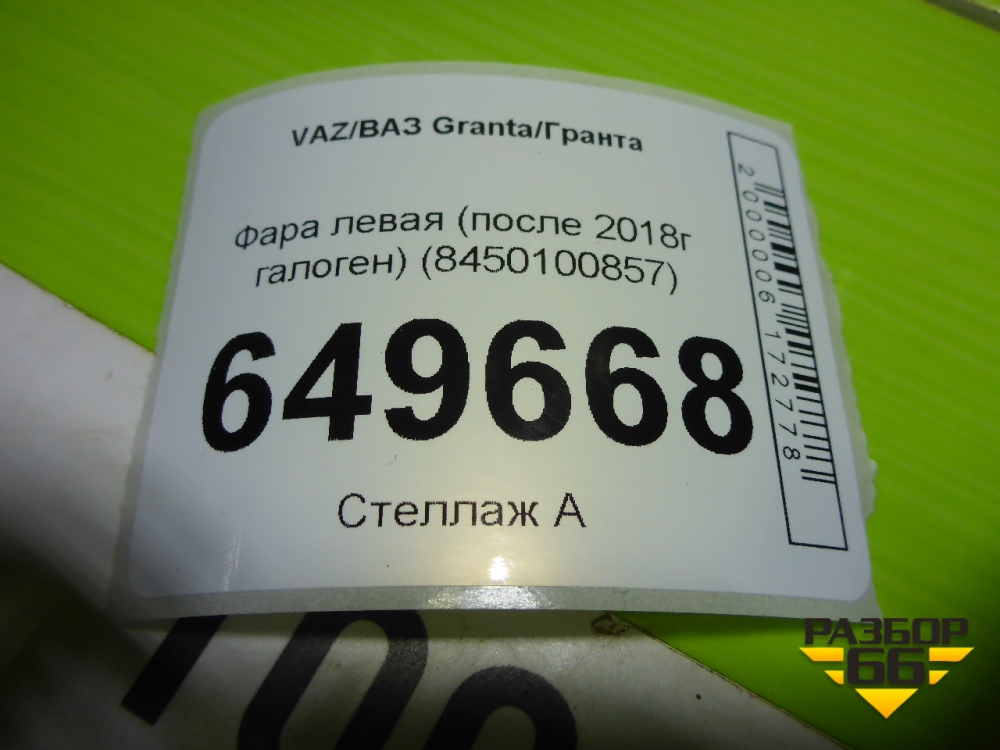 VAZ/ВАЗ Granta/Гранта
Фара левая (после 2018г
галоген) (8450100857)
649668
Стеллаж А
2000006172778
РАЗБОР
66